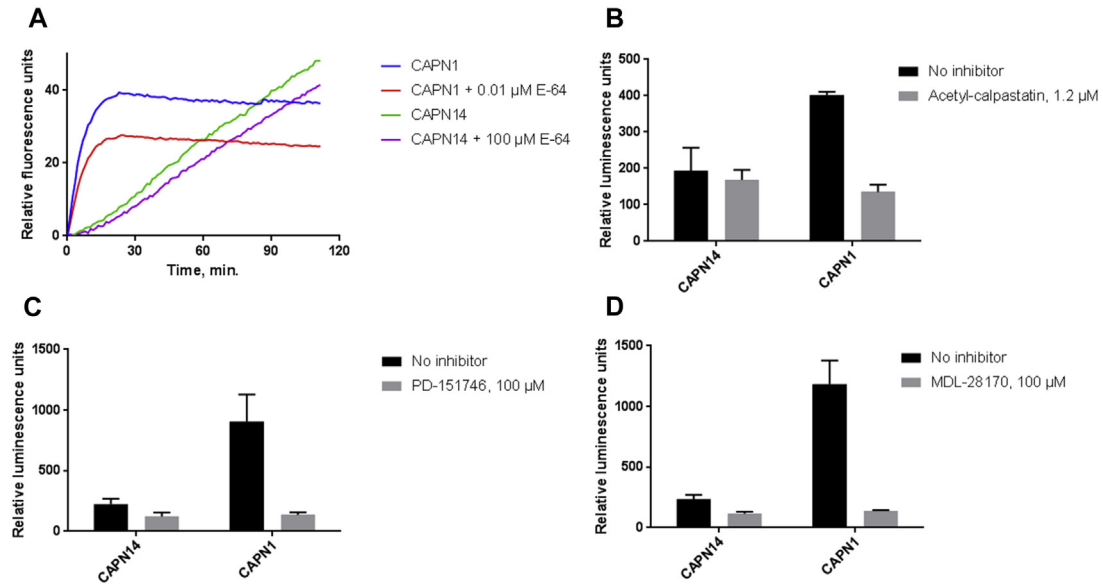 A
Relative fluorescence units
40
20
0
0
30
60
90
120
Time, min.
CAPN1
CAPN1 + 0.01 µM E-64
CAPN14
CAPN14 + 100 µM E-64
B
Relative luminescence units
500
400
300
200
100
0
CAPN14
CAPN1
No inhibitor
Acetyl-calpastatin, 1.2 µM
C
Relative luminescence units
1500
1000
500
0
CAPN14
CAPN1
No inhibitor
PD-151746, 100 µM
D
Relative luminescence units
1500
1000
500
0
CAPN14
CAPN1
No inhibitor
MDL-28170, 100 µM